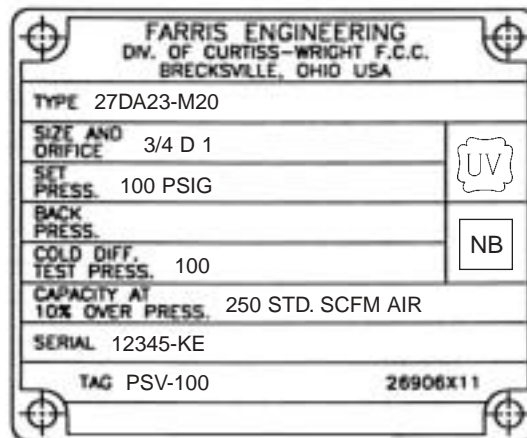 FARRIS ENGINEERING
DIV. OF CURTISS-WRIGHT F.C.C.
BRECKSVILLE, OHIO USA
TYPE 27DA23-M20
SIZE AND
ORIFICE 3/4 D 1
UV
SET
PRESS. 100 PSIG
BACK
PRESS.
NB
COLD DIFF.
TEST PRESS. 100
CAPACITY AT
10% OVER PRESS. 250 STD. SCFM AIR
SERIAL 12345-KE
TAG PSV-100 26906X11